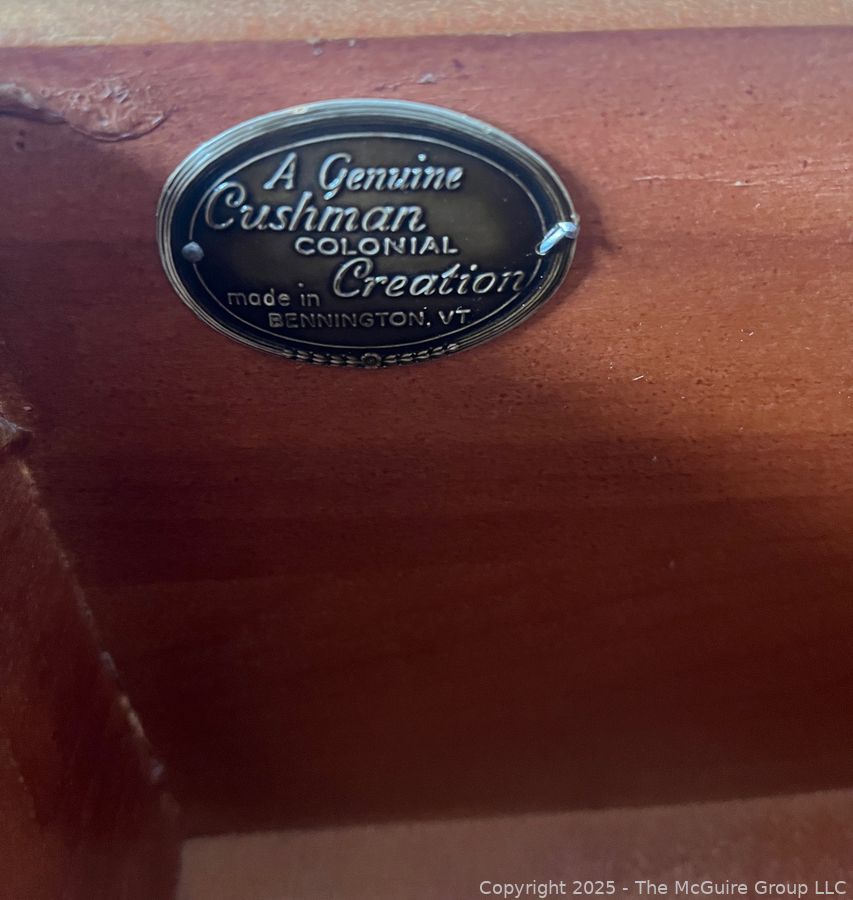 A Genuine
Cushman
COLONIAL
Creation
made in
BENNINGTON. VT
Copyright 2025 - The McGuire Group LLC